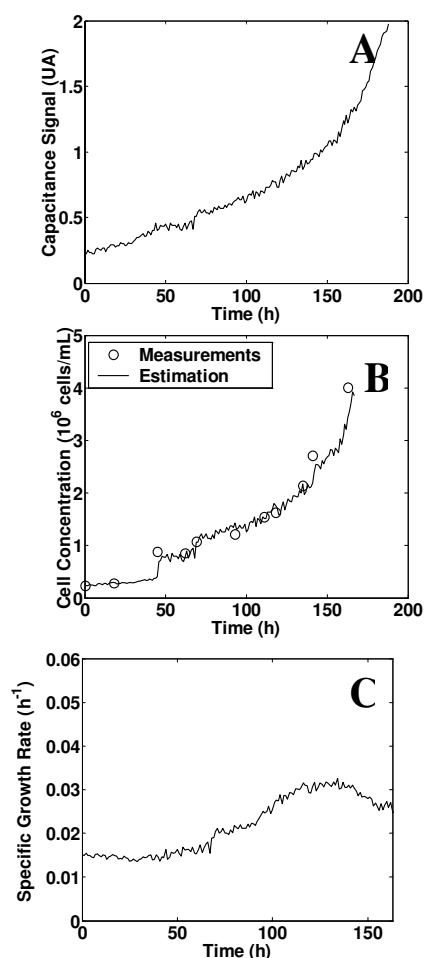 2
A
1.5
Capacitance Signal (UA)
1
0.5
0
0 50 100 150 200
Time (h)
5
Measurements
Estimation
B
4
Cell Concentration (10^6 cells/mL)
3
2
1
0
0 50 100 150 200
Time (h)
0.06
C
0.05
Specific Growth Rate (h^-1)
0.04
0.03
0.02
0.01
0
0 50 100 150
Time (h)